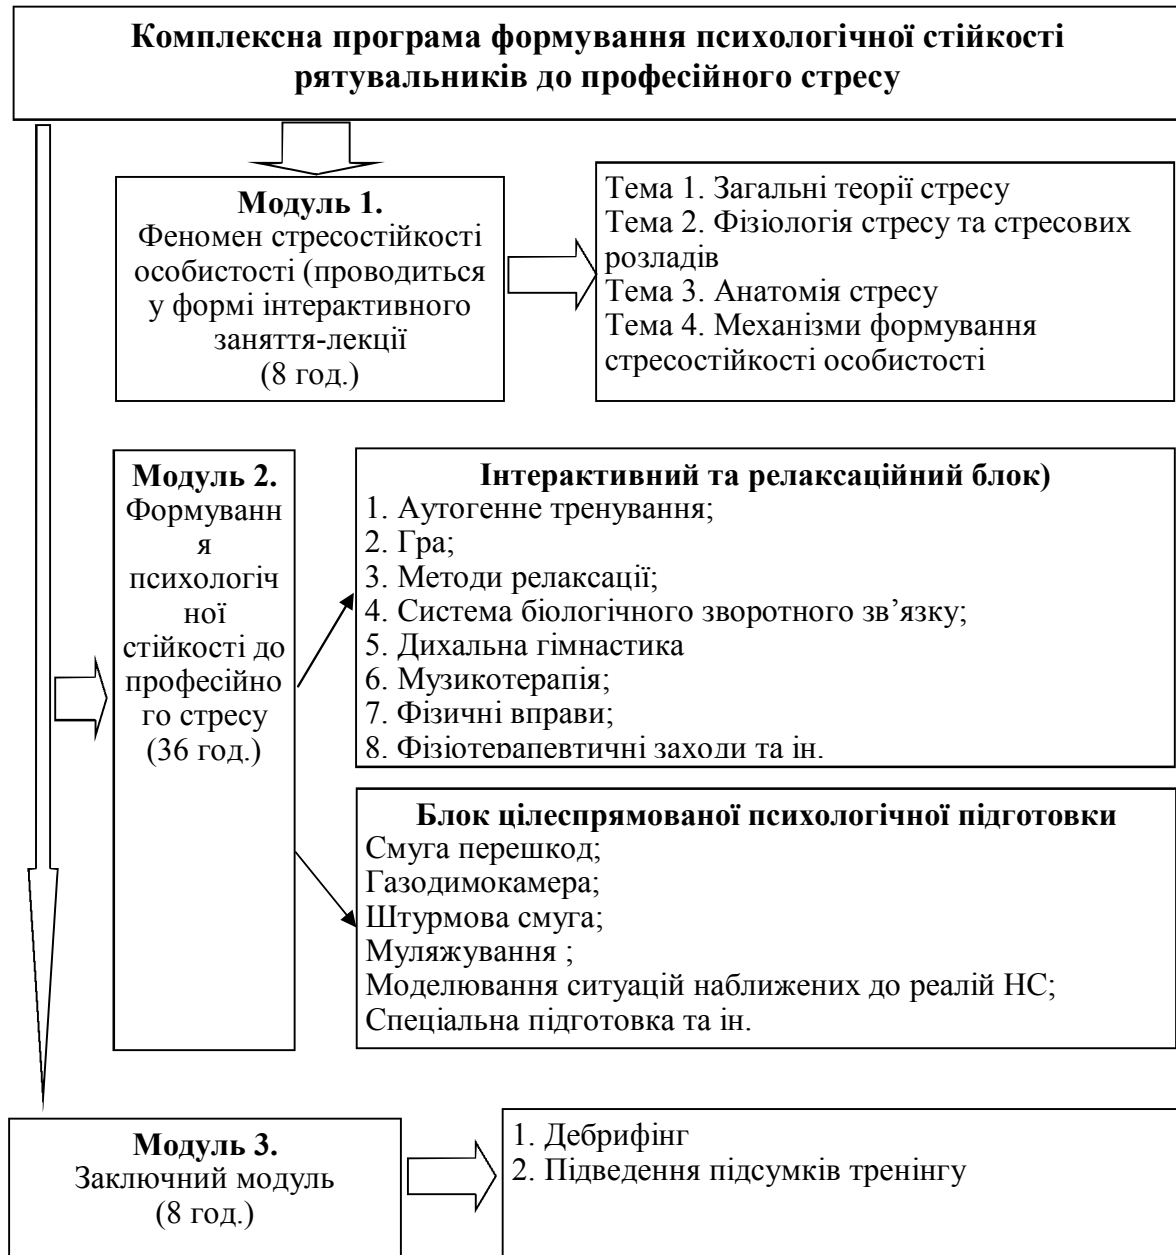 Комплексна програма формування психологічної стійкості
рятувальників до професійного стресу
Модуль 1.
Феномен стресостійкості
особистості (проводиться
у формі інтерактивного
заняття-лекції
(8 год.)
Тема 1. Загальні теорії стресу
Тема 2. Фізіологія стресу та стресових
розладів
Тема 3. Анатомія стресу
Тема 4. Механізми формування
стресостійкості особистості
Модуль 2.
Формуванн
я
психологіч
ної
стійкості до
професійно
го стресу
(36 год.)
Інтерактивний та релаксаційний блок)
1. Аутогенне тренування;
2. Гра;
3. Методи релаксації;
4. Система біологічного зворотного зв’язку;
5. Дихальна гімнастика
6. Музикотерапія;
7. Фізичні вправи;
8. Фізіотерапевтичні заходи та ін.
Блок цілеспрямованої психологічної підготовки
Смуга перешкод;
Газодимокамера;
Штурмова смуга;
Муляжування ;
Моделювання ситуацій наближених до реалій НС;
Спеціальна підготовка та ін.
Модуль 3.
Заключний модуль
(8 год.)
1. Дебрифінг
2. Підведення підсумків тренінгу